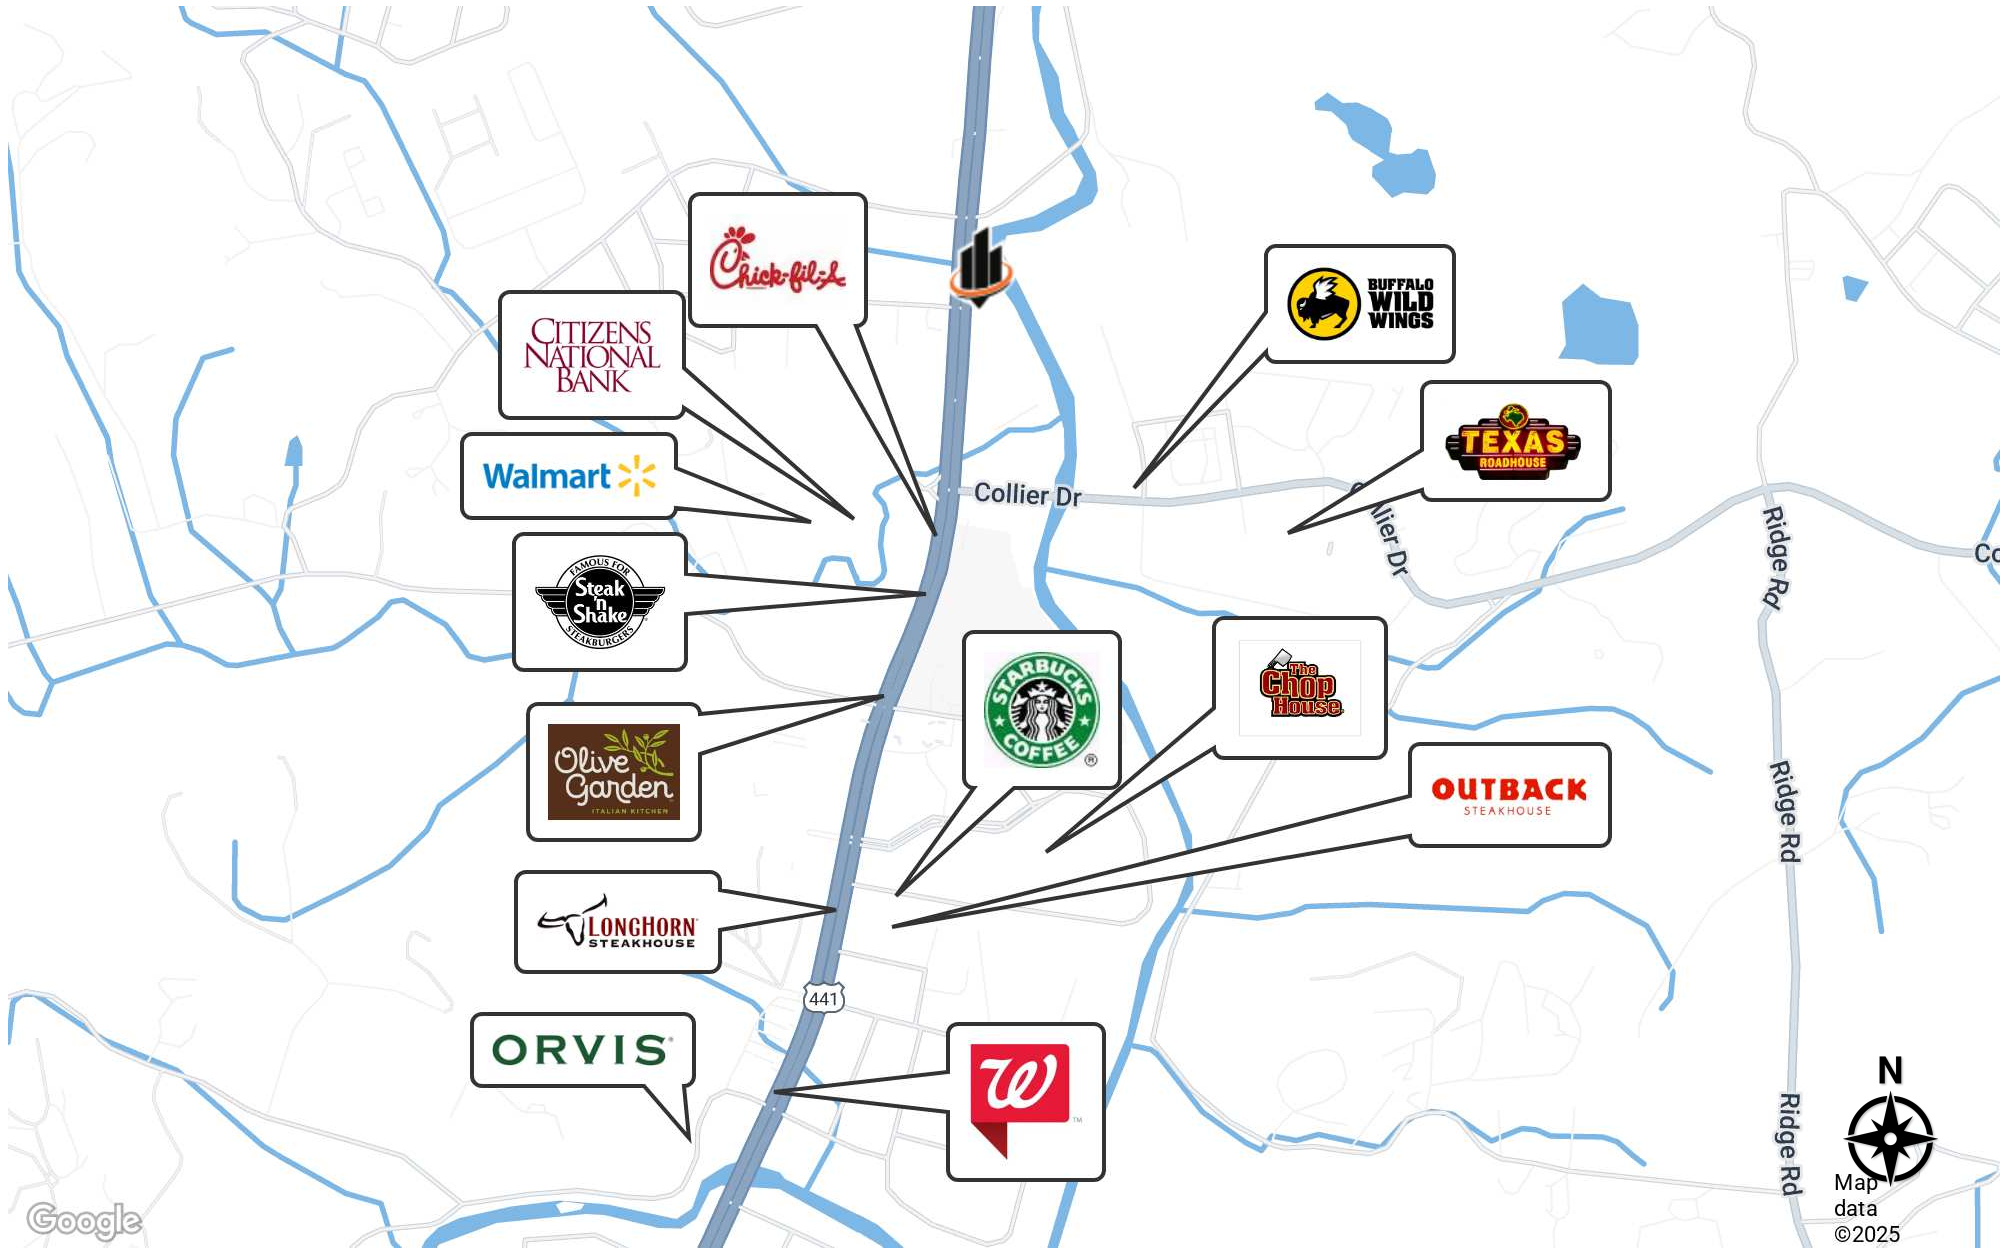 Chick-fil-A
CITIZENS
NATIONAL
BANK
BUFFALO
WILD
WINGS
TEXAS
ROADHOUSE
Walmart
Collier Dr
Collier Dr
Ridge Rd
Co
FAMOUS FOR
Steak
'n
Shake
STEAKBURGERS
STARBUCKS
COFFEE
®
The
Chop
House
Olive
Garden
ITALIAN KITCHEN
OUTBACK
STEAKHOUSE
Ridge Rd
LONGHORN
STEAKHOUSE
441
ORVIS®
W
TM
N
Ridge Rd
Map
data
©2025
Google